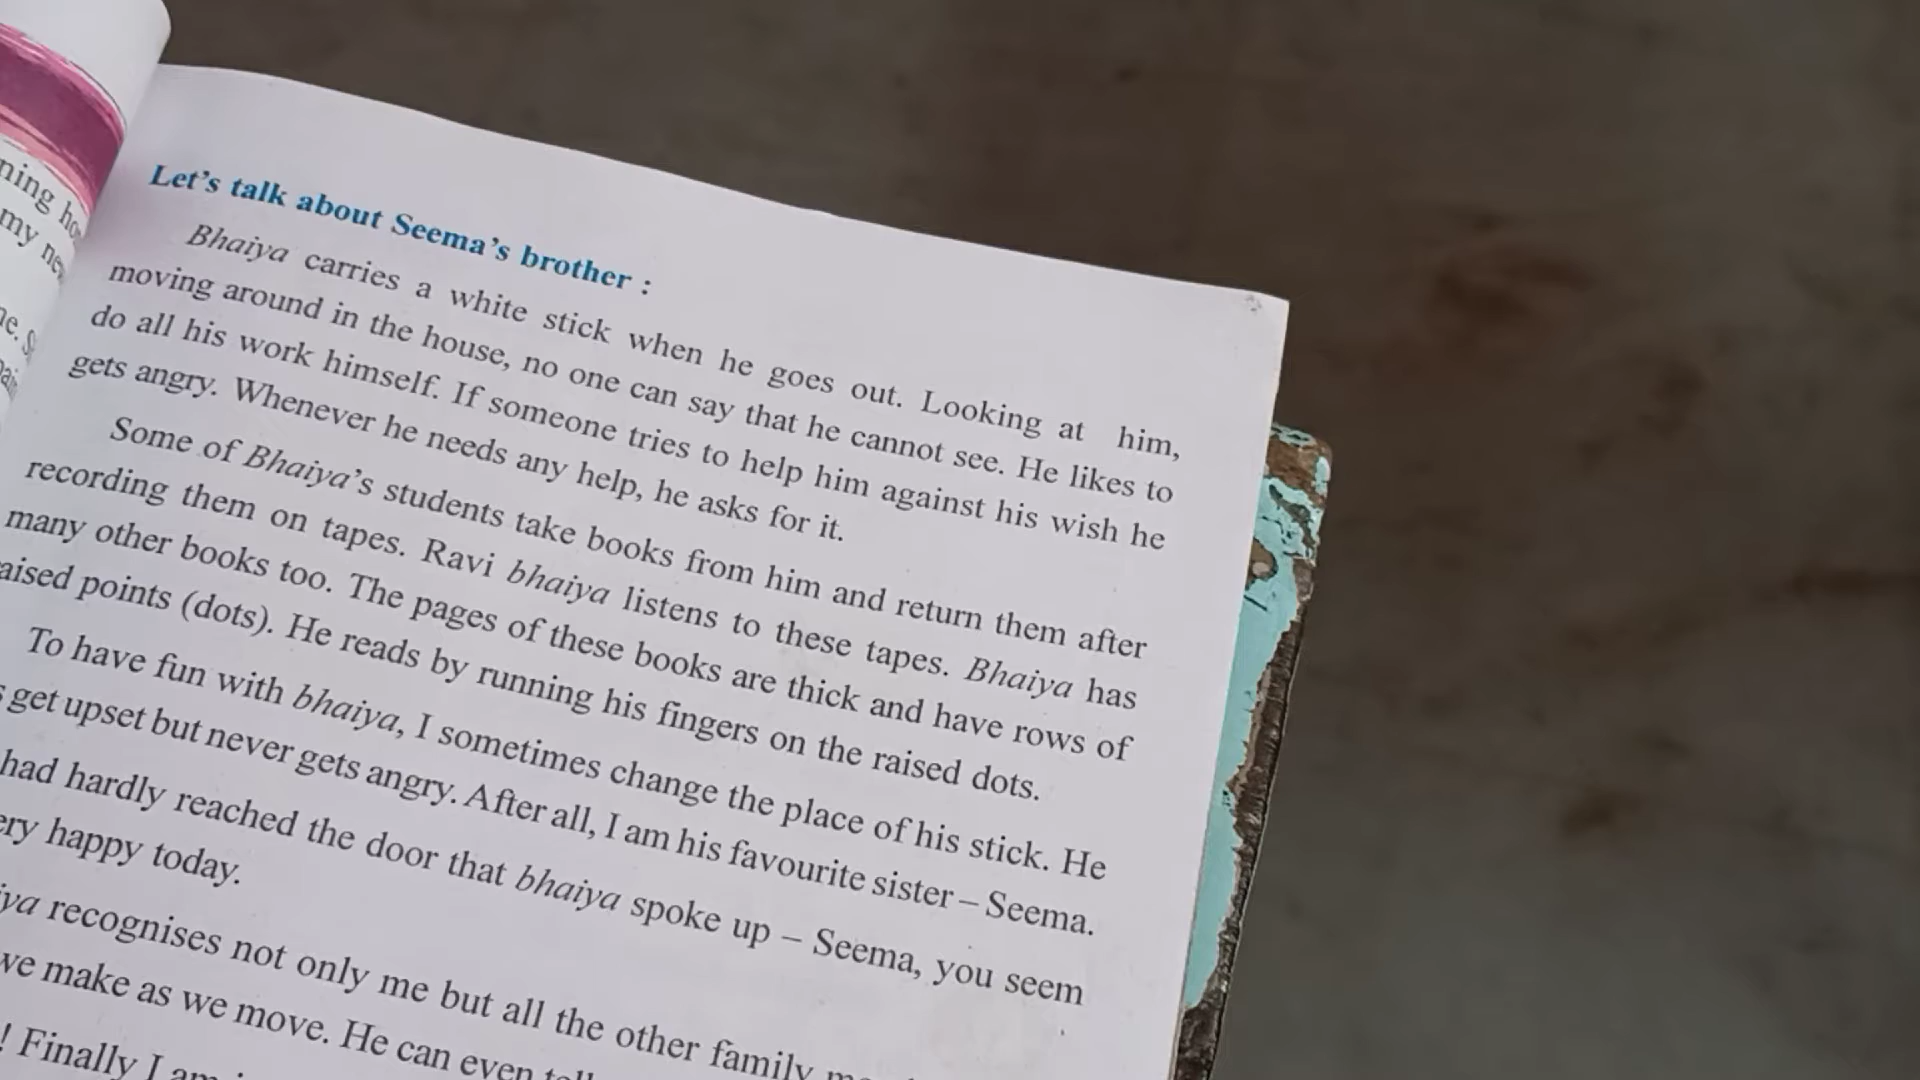 ning
my
Let's talk about Seema's brother :
Bhaiya carries a white stick when he goes out. Looking at him,
moving around in the house, no one can say that he cannot see. He likes to
do all his work himself. If someone tries to help him against his wish he
gets angry. Whenever he needs any help, he asks for it.
Some of Bhaiya's students take books from him and return them after
recording them on tapes. Ravi bhaiya listens to these tapes. Bhaiya has
many other books too. The pages of these books are thick and have rows of
aised points (dots). He reads by running his fingers on the raised dots.
To have fun with bhaiya, I sometimes change the place of his stick. He
s get upset but never gets angry. After all, I am his favourite sister – Seema.
had hardly reached the door that bhaiya spoke up – Seema, you seem
ery happy today.
iya recognises not only me but all the other family
we make as we move. He can even
! Finally I am